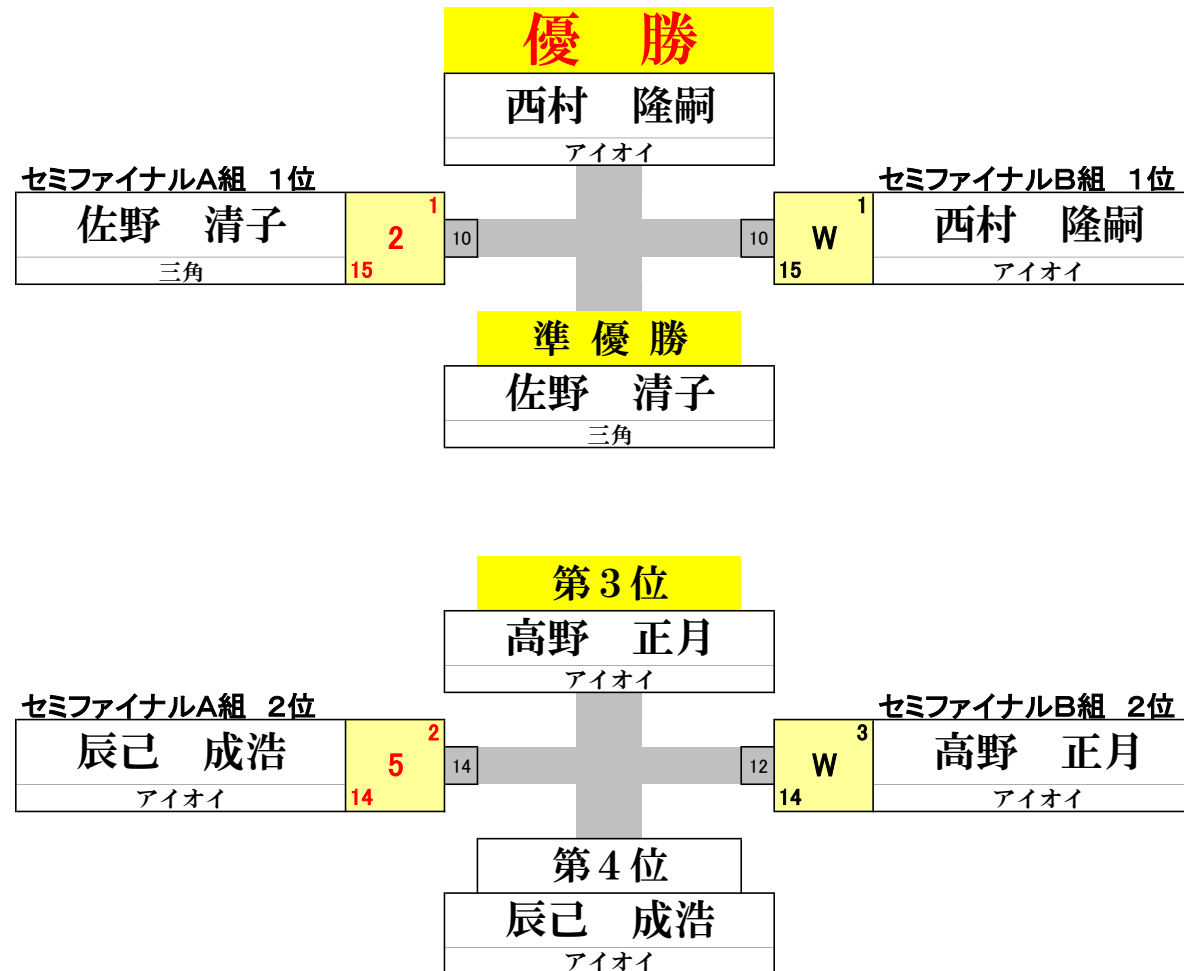 優　勝
西村　隆嗣
アイオイ
セミファイナルA組　1位
セミファイナルB組　1位
佐野　清子
三角
1
2
15
10
10
1
W
15
西村　隆嗣
アイオイ
準 優 勝
佐野　清子
三角
第３位
高野　正月
アイオイ
セミファイナルA組　2位
セミファイナルB組　2位
辰己　成浩
アイオイ
2
5
14
14
12
3
W
14
高野　正月
アイオイ
第４位
辰己　成浩
アイオイ